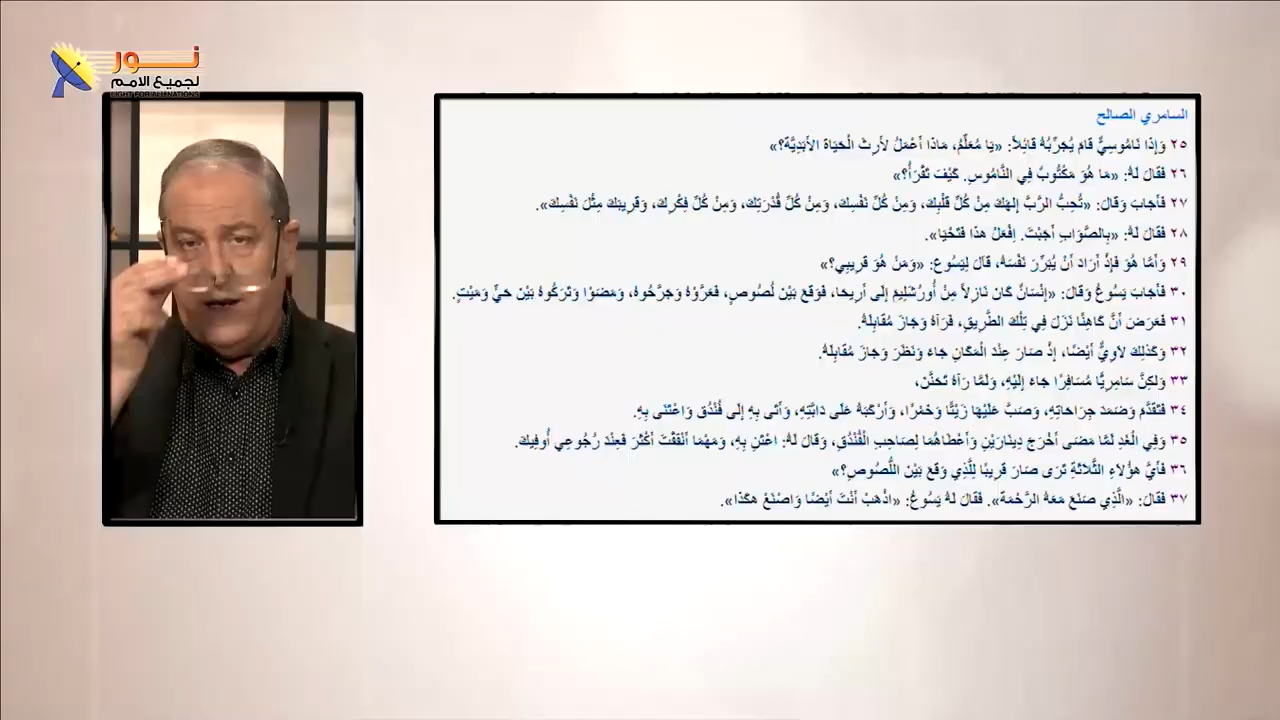 نـور
لجميع الامم
LIGHT FOR ALL NATIONS
السامري الصالح
٢٥ وَإِذَا نَامُوسِيٌّ قَامَ يُجَرِّبُهُ قَائِلاً: «يَا مُعَلِّمُ، مَاذَا أَعْمَلُ لأَرِثَ الْحَيَاةَ الأَبَدِيَّةَ؟»
٢٦ فَقَالَ لَهُ: «مَا هُوَ مَكْتُوبٌ فِي النَّامُوسِ. كَيْفَ تَقْرَأُ؟»
٢٧ فَأَجَابَ وَقَالَ: «تُحِبُّ الرَّبَّ إِلهَكَ مِنْ كُلِّ قَلْبِكَ، وَمِنْ كُلِّ نَفْسِكَ، وَمِنْ كُلِّ قُدْرَتِكَ، وَمِنْ كُلِّ فِكْرِكَ، وَقَرِيبَكَ مِثْلَ نَفْسِكَ».
٢٨ فَقَالَ لَهُ: «بِالصَّوَابِ أَجَبْتَ. اِفْعَلْ هذَا فَتَحْيَا».
٢٩ وَأَمَّا هُوَ فَإِذْ أَرَادَ أَنْ يُبَرِّرَ نَفْسَهُ، قَالَ لِيَسُوعَ: «وَمَنْ هُوَ قَرِيبِي؟»
٣٠ فَأَجَابَ يَسُوعُ وَقَالَ: «إِنْسَانٌ كَانَ نَازِلاً مِنْ أُورُشَلِيمَ إِلَى أَرِيحَا، فَوَقَعَ بَيْنَ لُصُوصٍ، فَعَرَّوْهُ وَجَرَّحُوهُ، وَمَضَوْا وَتَرَكُوهُ بَيْنَ حَيٍّ وَمَيْتٍ.
٣١ فَعَرَضَ أَنَّ كَاهِنًا نَزَلَ فِي تِلْكَ الطَّرِيقِ، فَرَآهُ وَجَازَ مُقَابِلَهُ.
٣٢ وَكَذلِكَ لاَوِيٌّ أَيْضًا، إِذْ صَارَ عِنْدَ الْمَكَانِ جَاءَ وَنَظَرَ وَجَازَ مُقَابِلَهُ.
٣٣ وَلكِنَّ سَامِرِيًّا مُسَافِرًا جَاءَ إِلَيْهِ، وَلَمَّا رَآهُ تَحَنَّنَ،
٣٤ فَتَقَدَّمَ وَضَمَدَ جِرَاحَاتِهِ، وَصَبَّ عَلَيْهَا زَيْتًا وَخَمْرًا، وَأَرْكَبَهُ عَلَى دَابَّتِهِ، وَأَتَى بِهِ إِلَى فُنْدُق وَاعْتَنَى بِهِ.
٣٥ وَفِي الْغَدِ لَمَّا مَضَى أَخْرَجَ دِينَارَيْنِ وَأَعْطَاهُمَا لِصَاحِبِ الْفُنْدُقِ، وَقَالَ لَهُ: اعْتَنِ بِهِ، وَمَهْمَا أَنْفَقْتَ أَكْثَرَ فَعِنْدَ رُجُوعِي أُوفِيكَ.
٣٦ فَأَيَّ هؤُلاَءِ الثَّلاَثَةِ تَرَى صَارَ قَرِيبًا لِلَّذِي وَقَعَ بَيْنَ اللُّصُوصِ؟»
٣٧ فَقَالَ: «الَّذِي صَنَعَ مَعَهُ الرَّحْمَةَ». فَقَالَ لَهُ يَسُوعُ: «اذْهَبْ أَنْتَ أَيْضًا وَاصْنَعْ هكَذَا».